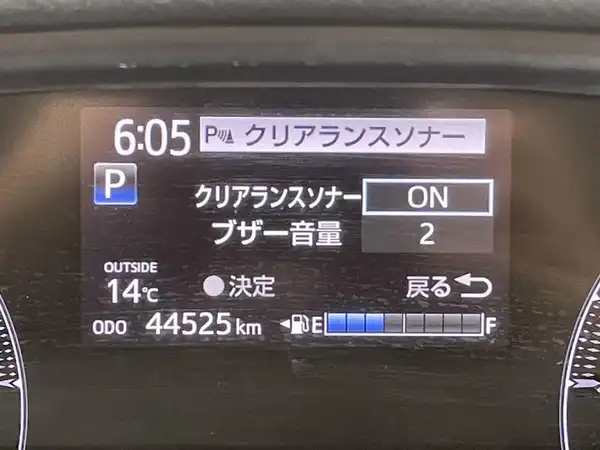 6:05 P クリアランスソナー
P
クリアランスソナー ON
ブザー音量 2
OUTSIDE
14℃ 決定 戻る
ODO 44525 km E F